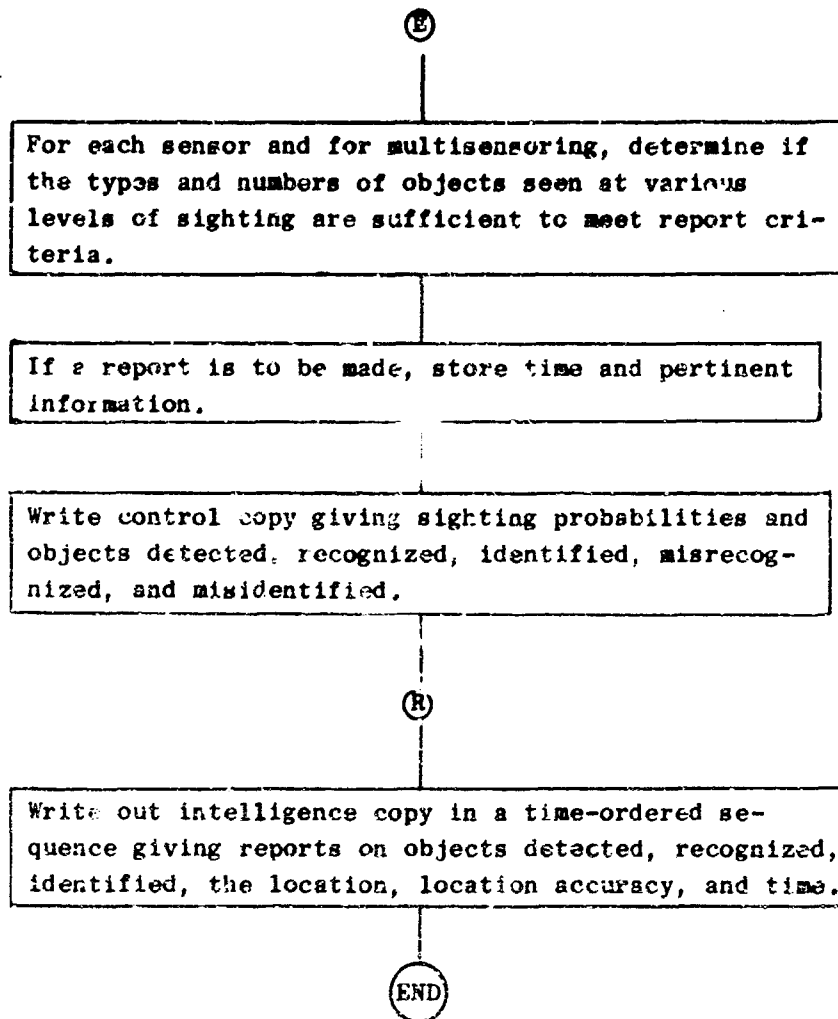 E
For each sensor and for multisensoring, determine if
the types and numbers of objects seen at various
levels of sighting are sufficient to meet report cri-
teria.
If a report is to be made, store time and pertinent
information.
Write control copy giving sighting probabilities and
objects detected, recognized, identified, misrecog-
nized, and misidentified.
R
Write out intelligence copy in a time-ordered se-
quence giving reports on objects detected, recognized,
identified, the location, location accuracy, and time.
END